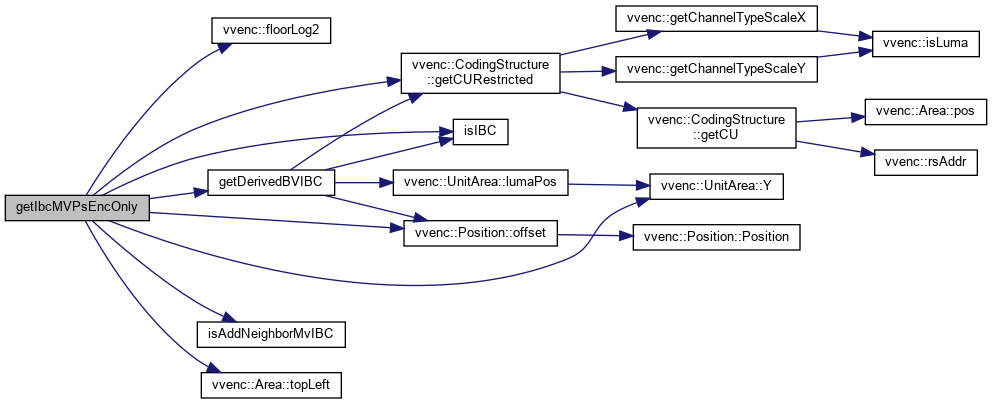 getIbcMVPsEncOnly
vvenc::floorLog2
vvenc::CodingStructure
::getCURestricted
isIBC
getDerivedBVIBC
vvenc::UnitArea::lumaPos
vvenc::Position::offset
isAddNeighborMvIBC
vvenc::Area::topLeft
vvenc::getChannelTypeScaleX
vvenc::getChannelTypeScaleY
vvenc::CodingStructure
::getCU
vvenc::UnitArea::Y
vvenc::Position::Position
vvenc::isLuma
vvenc::Area::pos
vvenc::rsAddr